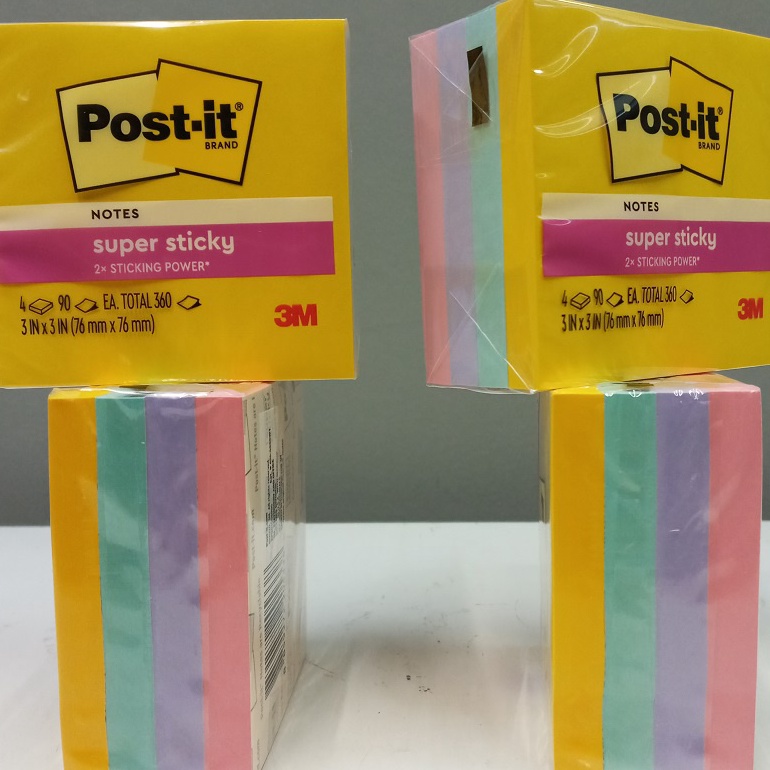 Post-it®
BRAND
NOTES
super sticky
2x STICKING POWER*
4 90 EA. TOTAL 360
3 IN x 3 IN (76 mm x 76 mm)
3M
Post-it®
BRAND
NOTES
super sticky
2x STICKING POWER*
4 90 EA. TOTAL 360
3 IN x 3 IN (76 mm x 76 mm)
3M